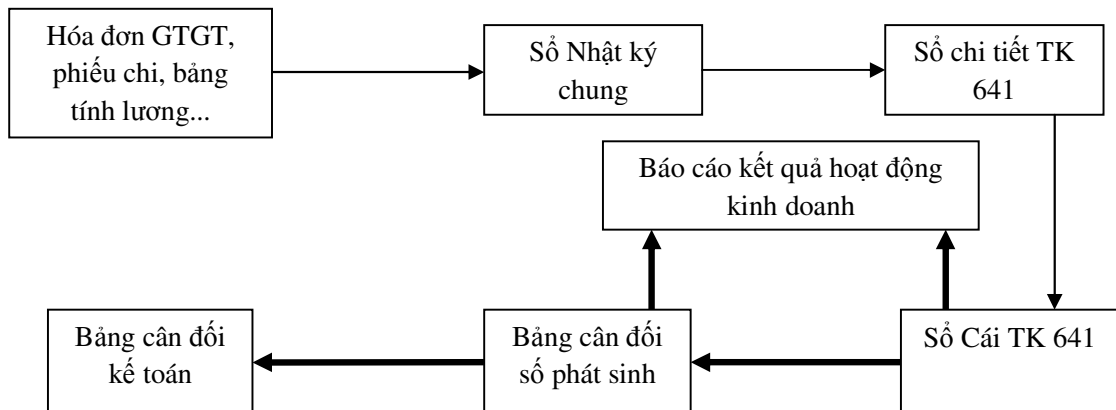 Hóa đơn GTGT,
phiếu chi, bảng
tính lương...
Sổ Nhật ký
chung
Sổ chi tiết TK
641
Báo cáo kết quả hoạt động
kinh doanh
Bảng cân đối
kế toán
Bảng cân đối
số phát sinh
Sổ Cái TK 641